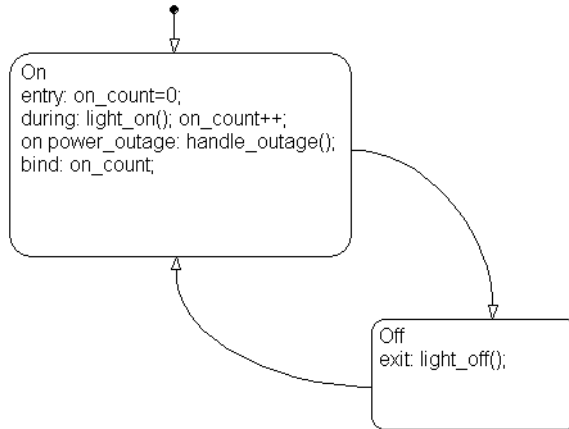 On
entry: on_count=0;
during: light_on(); on_count++;
on power_outage: handle_outage();
bind: on_count;
Off
exit: light_off();